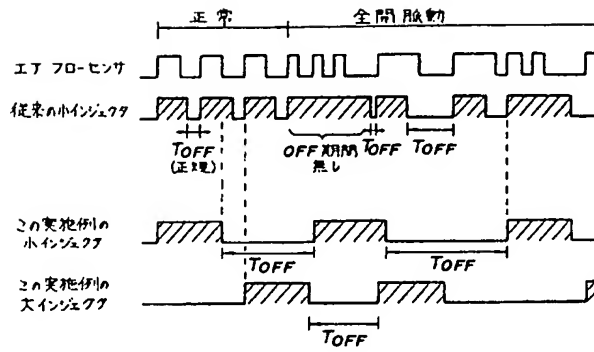 正常 全開脈動
エアフローセンサ
従来の小インジェクタ
TOFF
(正規)
OFF期間
無し
TOFF
TOFF
この実施例の
小インジェクタ
TOFF
TOFF
この実施例の
大インジェクタ
TOFF